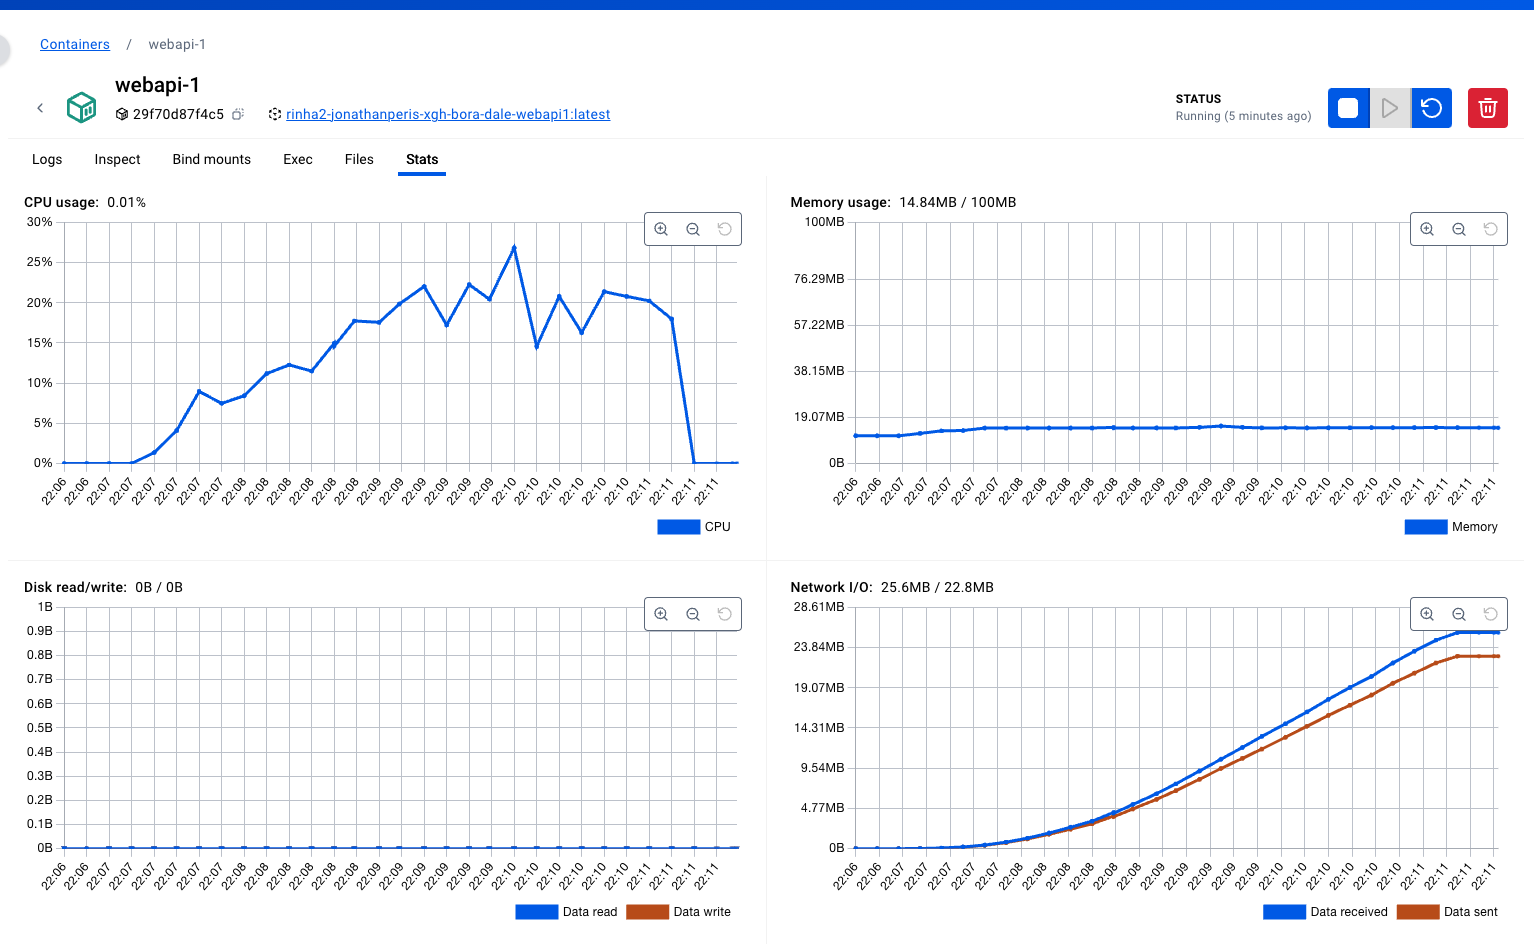 Containers / webapi-1
webapi-1
29f70d87f4c5 rinha2-jonathanperis-xgh-bora-dale-webapi1:latest
STATUS
Running (5 minutes ago)
Logs Inspect Bind mounts Exec Files Stats
CPU usage: 0.01%
30%
25%
20%
15%
10%
5%
0%
22:06 22:06 22:07 22:07 22:07 22:07 22:07 22:07 22:08 22:08 22:08 22:08 22:08 22:08 22:09 22:09 22:09 22:09 22:09 22:09 22:10 22:10 22:10 22:10 22:10 22:10 22:11 22:11 22:11 22:11
CPU
Memory usage: 14.84MB / 100MB
100MB
76.29MB
57.22MB
38.15MB
19.07MB
0B
22:06 22:06 22:07 22:07 22:07 22:07 22:07 22:08 22:08 22:08 22:08 22:08 22:08 22:09 22:09 22:09 22:09 22:09 22:10 22:10 22:10 22:10 22:10 22:10 22:11 22:11 22:11 22:11
Memory
Disk read/write: 0B / 0B
1B
0.9B
0.8B
0.7B
0.6B
0.5B
0.4B
0.3B
0.2B
0.1B
0B
22:06 22:06 22:07 22:07 22:07 22:07 22:07 22:07 22:08 22:08 22:08 22:08 22:08 22:08 22:09 22:09 22:09 22:09 22:09 22:09 22:10 22:10 22:10 22:10 22:10 22:10 22:11 22:11 22:11 22:11
Data read Data write
Network I/O: 25.6MB / 22.8MB
28.61MB
23.84MB
19.07MB
14.31MB
9.54MB
4.77MB
0B
22:06 22:06 22:07 22:07 22:07 22:07 22:07 22:08 22:08 22:08 22:08 22:08 22:08 22:09 22:09 22:09 22:09 22:09 22:10 22:10 22:10 22:10 22:10 22:10 22:11 22:11 22:11 22:11
Data received Data sent